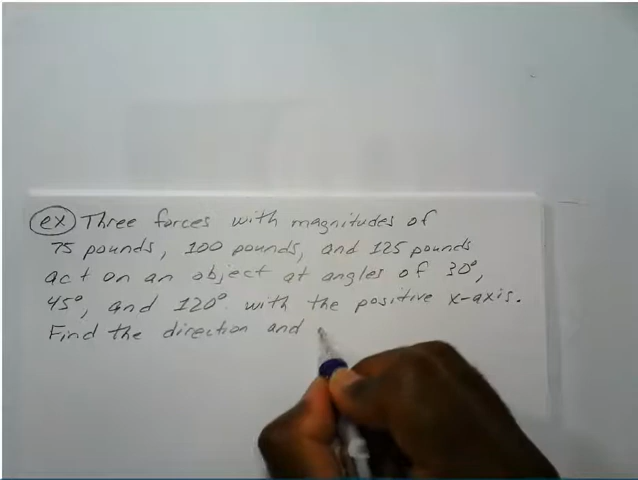 ex Three forces with magnitudes of
75 pounds, 100 pounds, and 125 pounds
act on an object at angles of 30°,
45°, and 120° with the positive x-axis.
Find the direction and